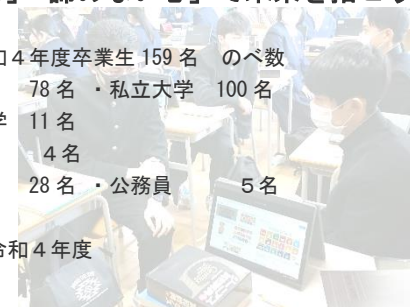 諦めない心」で未来を拓こう
和４年度卒業生 159 名　のべ数
78 名 ・私立大学　100 名
学　11 名
４名
28 名 ・公務員　　　５名
令和４年度